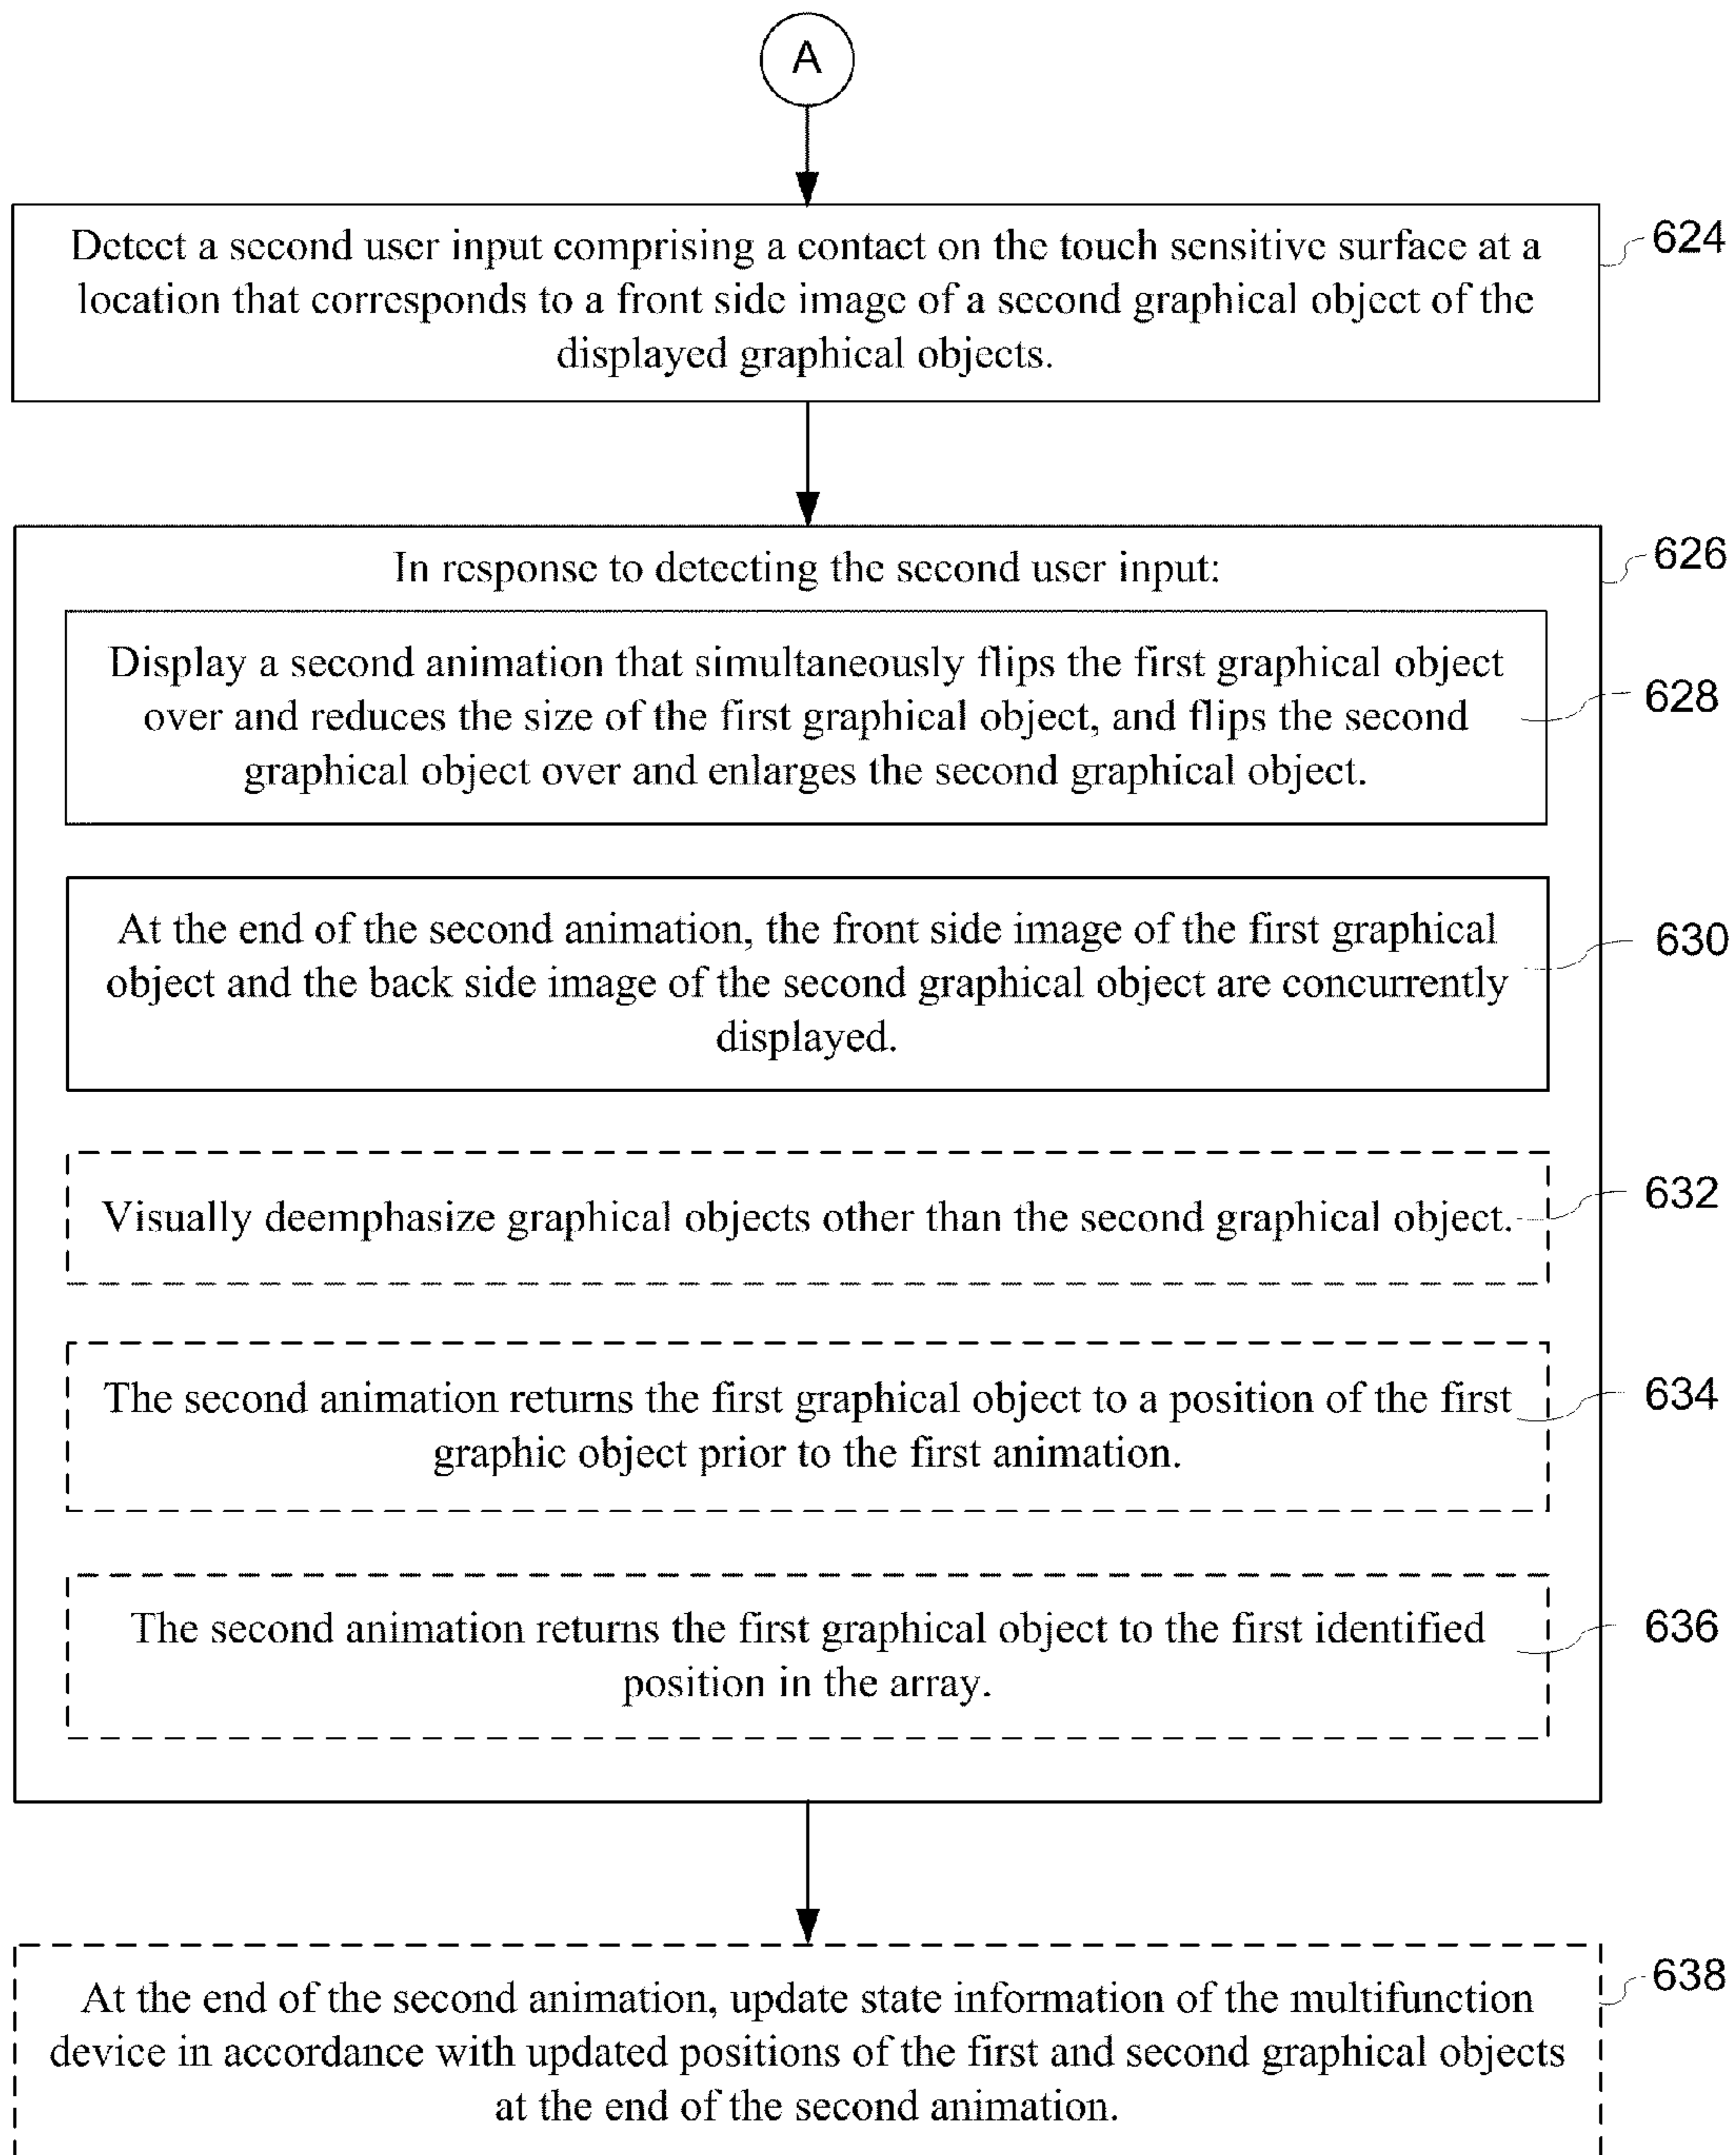 A
Detect a second user input comprising a contact on the touch sensitive surface at a
location that corresponds to a front side image of a second graphical object of the
displayed graphical objects.
624
In response to detecting the second user input:
626
Display a second animation that simultaneously flips the first graphical object
over and reduces the size of the first graphical object, and flips the second
graphical object over and enlarges the second graphical object.
628
At the end of the second animation, the front side image of the first graphical
object and the back side image of the second graphical object are concurrently
displayed.
630
Visually deemphasize graphical objects other than the second graphical object.
632
The second animation returns the first graphical object to a position of the first
graphic object prior to the first animation.
634
The second animation returns the first graphical object to the first identified
position in the array.
636
At the end of the second animation, update state information of the multifunction
device in accordance with updated positions of the first and second graphical objects
at the end of the second animation.
638